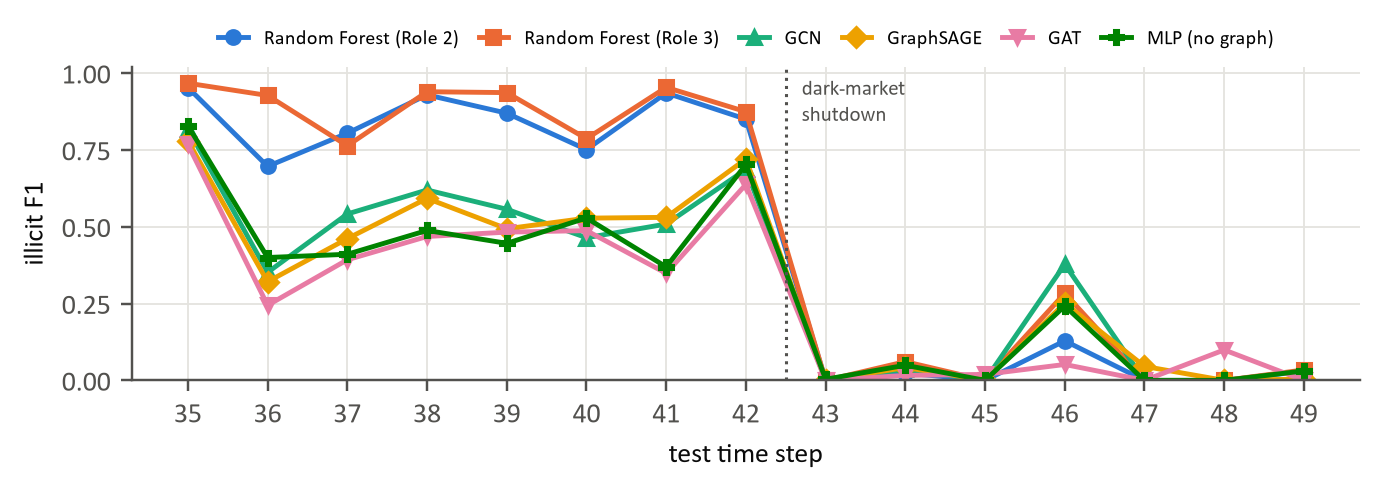 Random Forest (Role 2) Random Forest (Role 3) GCN GraphSAGE GAT MLP (no graph)
1.00
dark-market
shutdown
0.75
illicit F1
0.50
0.25
0.00
35 36 37 38 39 40 41 42 43 44 45 46 47 48 49
test time step